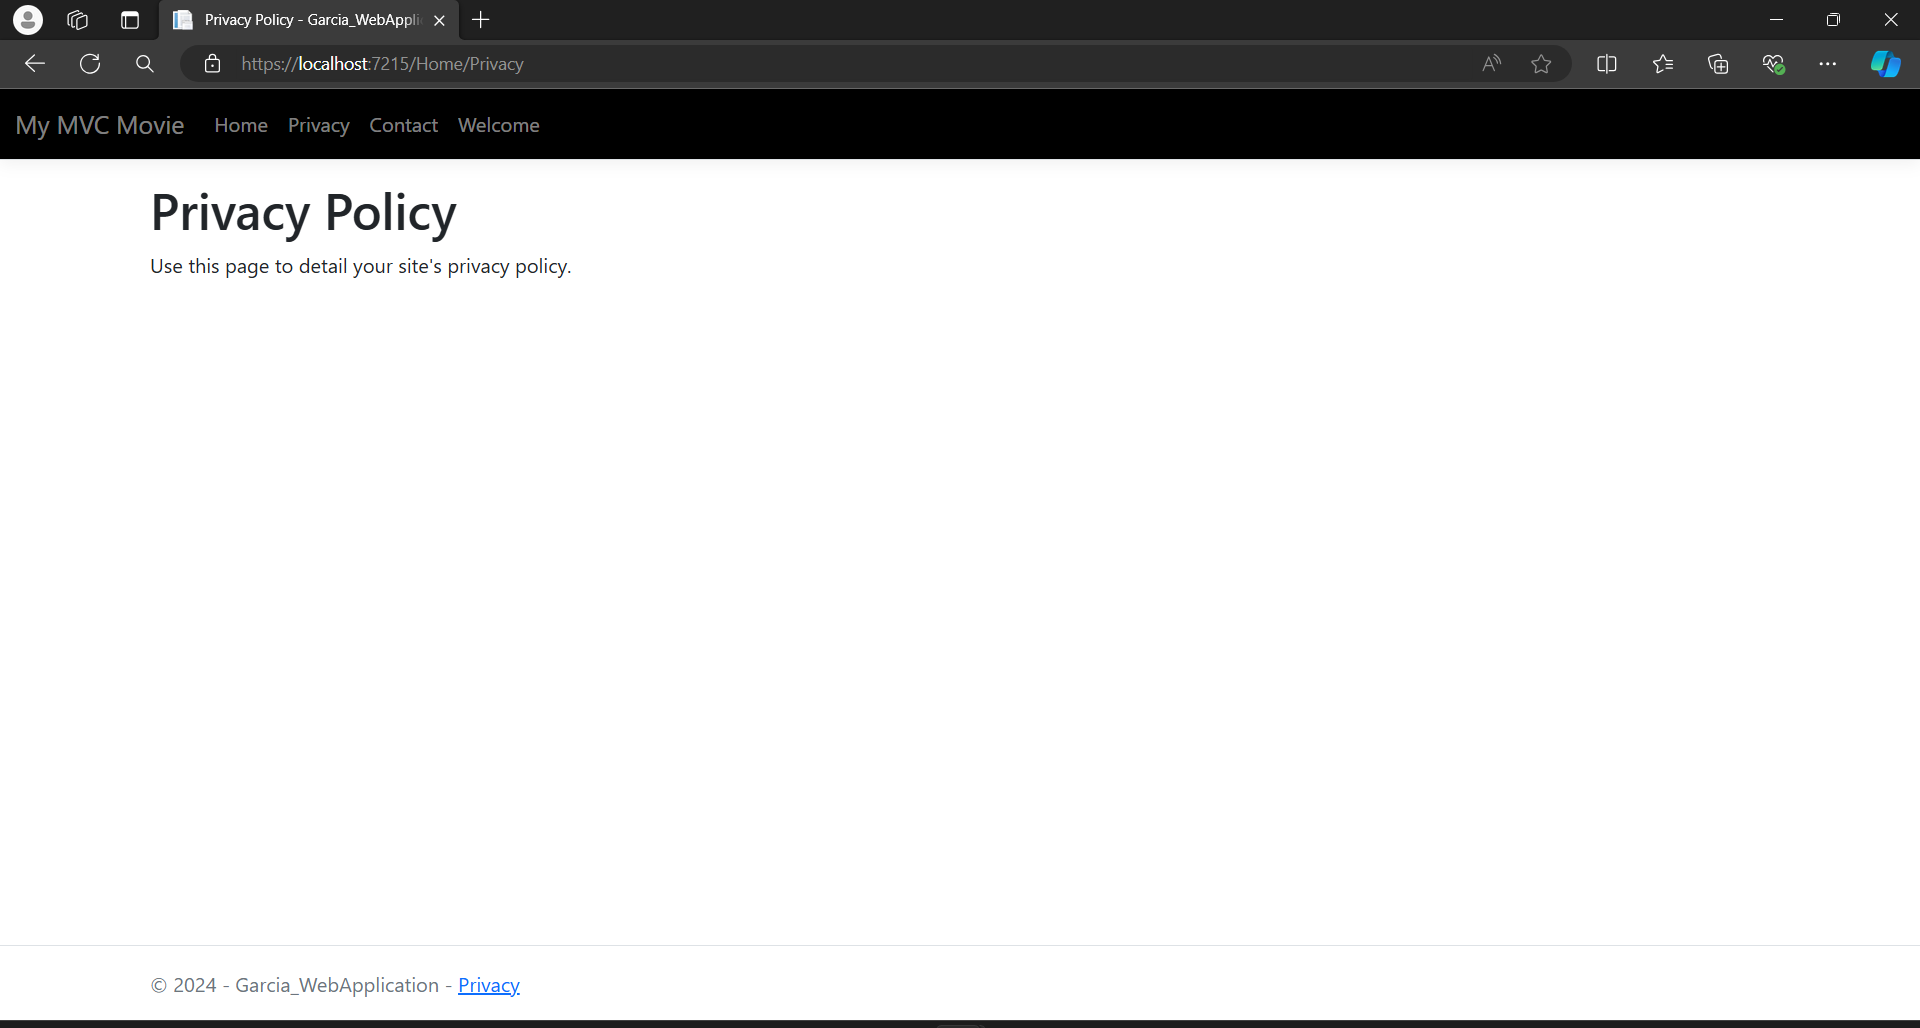 Privacy Policy - Garcia_WebAppli
https://localhost:7215/Home/Privacy
My MVC Movie Home Privacy Contact Welcome
Privacy Policy
Use this page to detail your site's privacy policy.
© 2024 - Garcia_WebApplication - Privacy